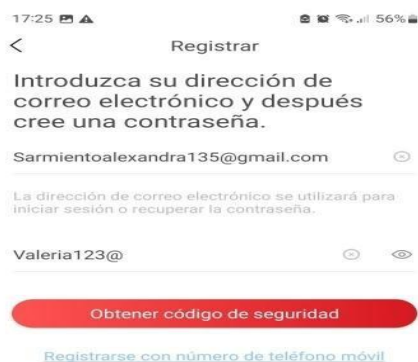 17:25 56%
Registrar
Introduzca su dirección de
correo electrónico y después
cree una contraseña.
Sarmientoalexandra135@gmail.com
La dirección de correo electrónico se utilizará para
iniciar sesión o recuperar la contraseña.
Valeria123@
Obtener código de seguridad
Registrarse con número de teléfono móvil